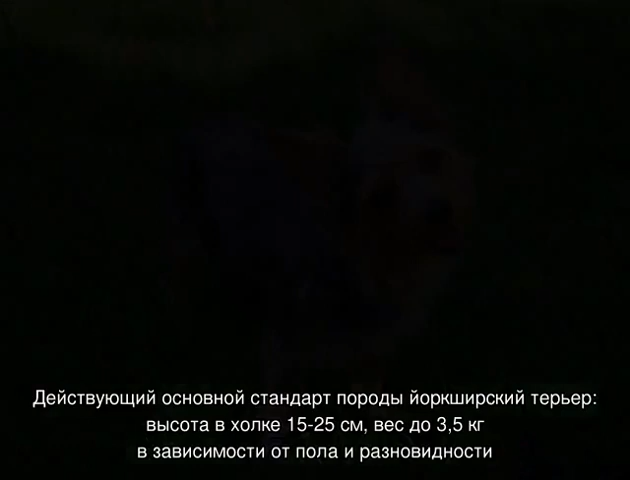 Действующий основной стандарт породы йоркширский терьер:
высота в холке 15-25 см, вес до 3,5 кг
в зависимости от пола и разновидности